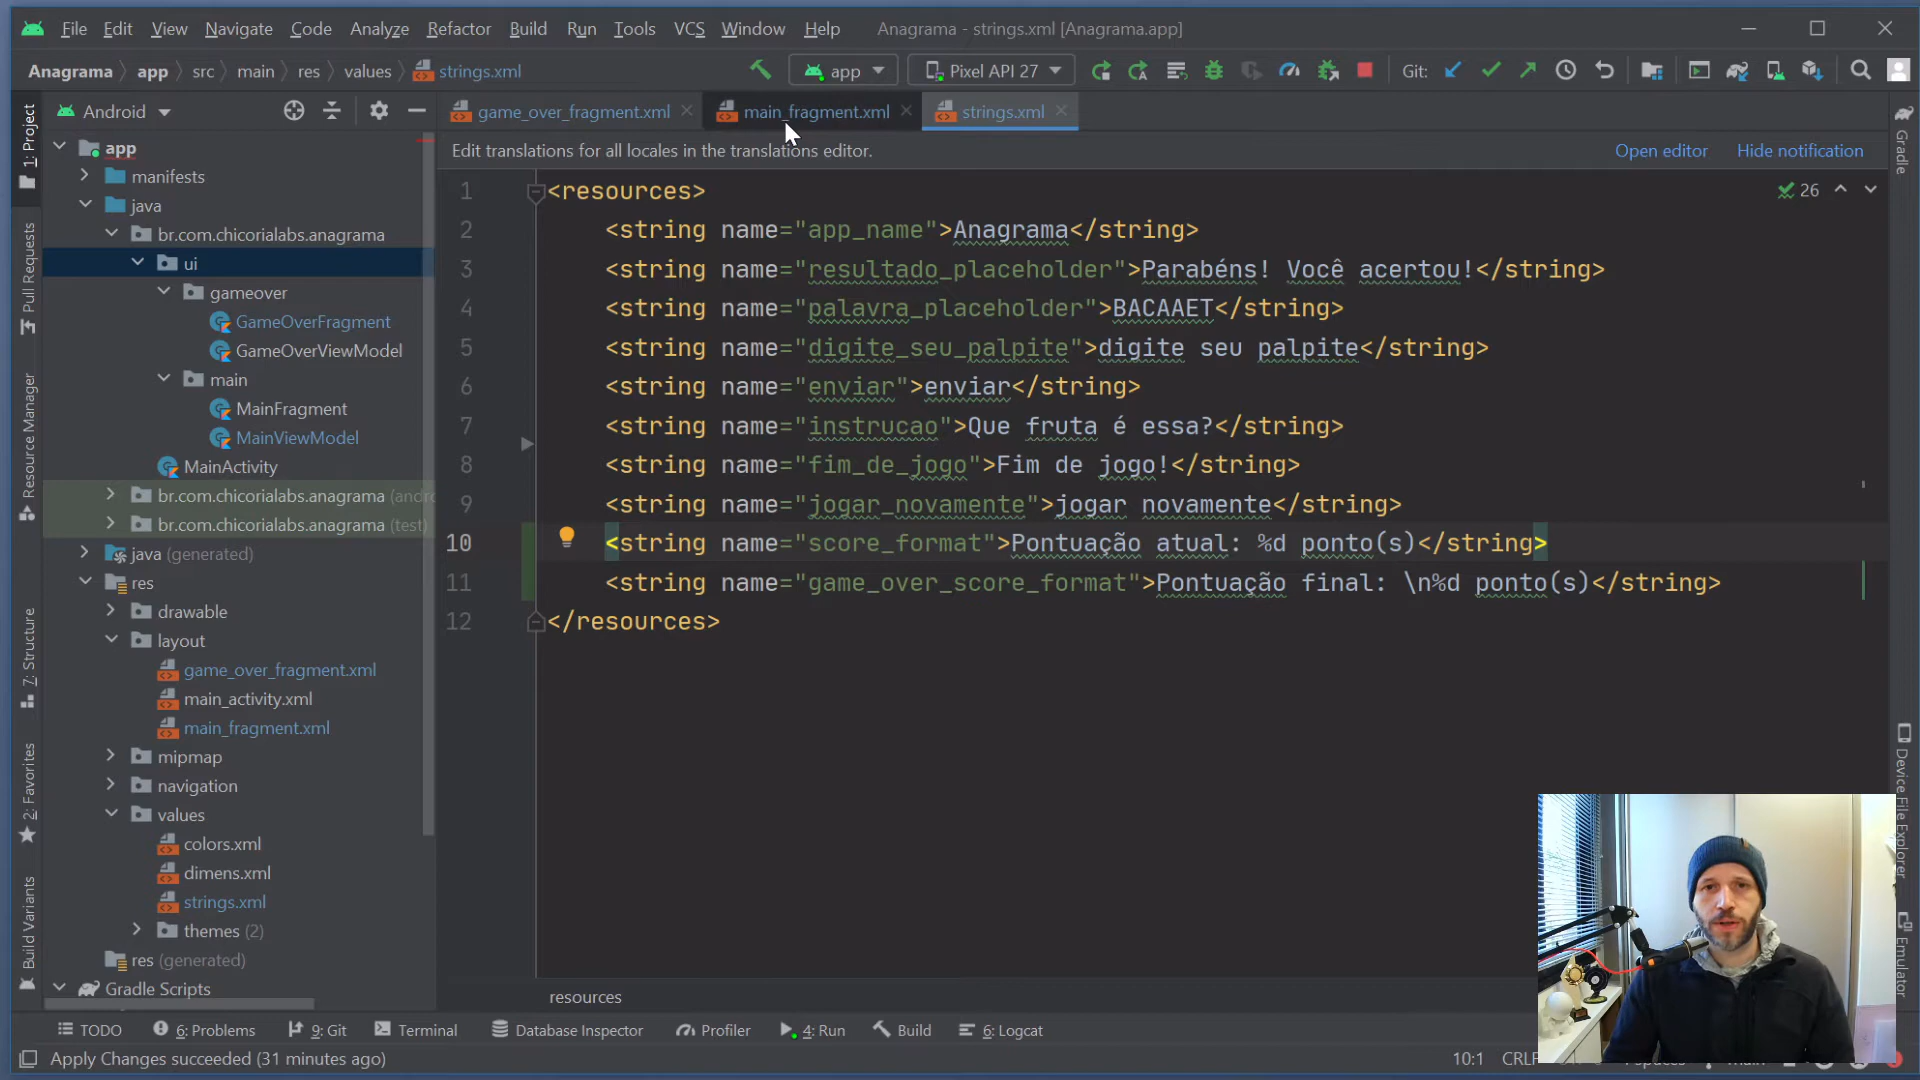 File Edit View Navigate Code Analyze Refactor Build Run Tools VCS Window Help Anagrama - strings.xml [Anagrama.app]
Anagrama app src main res values strings.xml app Pixel API 27 Git:
1: Project
Pull Requests
Resource Manager
7: Structure
2: Favorites
Build Variants
Android
app
manifests
java
br.com.chicorialabs.anagrama
ui
gameover
GameOverFragment
GameOverViewModel
main
MainFragment
MainViewModel
MainActivity
br.com.chicorialabs.anagrama (andro
br.com.chicorialabs.anagrama (test)
java (generated)
res
drawable
layout
game_over_fragment.xml
main_activity.xml
main_fragment.xml
mipmap
navigation
values
colors.xml
dimens.xml
strings.xml
themes (2)
res (generated)
Gradle Scripts
game_over_fragment.xml main_fragment.xml strings.xml
Edit translations for all locales in the translations editor. Open editor Hide notification
26
1 <resources>
2 <string name="app_name">Anagrama</string>
3 <string name="resultado_placeholder">Parabéns! Você acertou!</string>
4 <string name="palavra_placeholder">BACAAET</string>
5 <string name="digite_seu_palpite">digite seu palpite</string>
6 <string name="enviar">enviar</string>
7 <string name="instrucao">Que fruta é essa?</string>
8 <string name="fim_de_jogo">Fim de jogo!</string>
9 <string name="jogar_novamente">jogar novamente</string>
10 <string name="score_format">Pontuação atual: %d ponto(s)</string>
11 <string name="game_over_score_format">Pontuação final: \n%d ponto(s)</string>
12 </resources>
resources
Gradle
Device File Explorer
Emulator
TODO 6: Problems 9: Git Terminal Database Inspector Profiler 4: Run Build 6: Logcat
Apply Changes succeeded (31 minutes ago) 10:1 CRLF